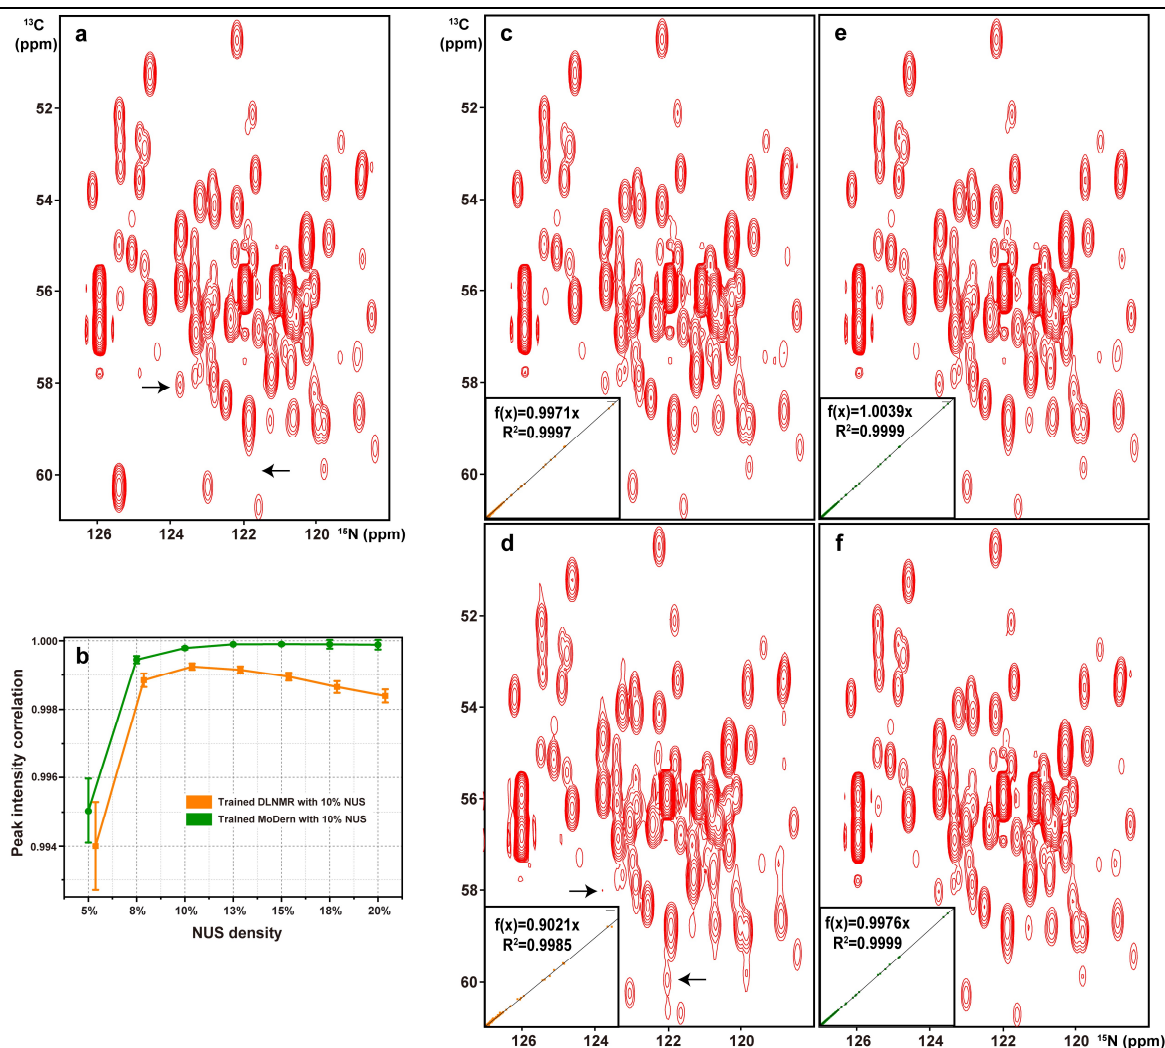 ¹³C
(ppm)
a
52
54
56
58
60
126
124
122
120
¹⁵N (ppm)
¹³C
(ppm)
c
52
54
56
58
60
f(x)=0.9971x
R²=0.9997
e
f(x)=1.0039x
R²=0.9999
b
Peak intensity correlation
1.000
0.998
0.996
0.994
Trained DLNMR with 10% NUS
Trained MoDern with 10% NUS
5%
8%
10%
13%
15%
18%
20%
NUS density
d
52
54
56
58
60
f(x)=0.9021x
R²=0.9985
126
124
122
120
f
f(x)=0.9976x
R²=0.9999
126
124
122
120
¹⁵N (ppm)